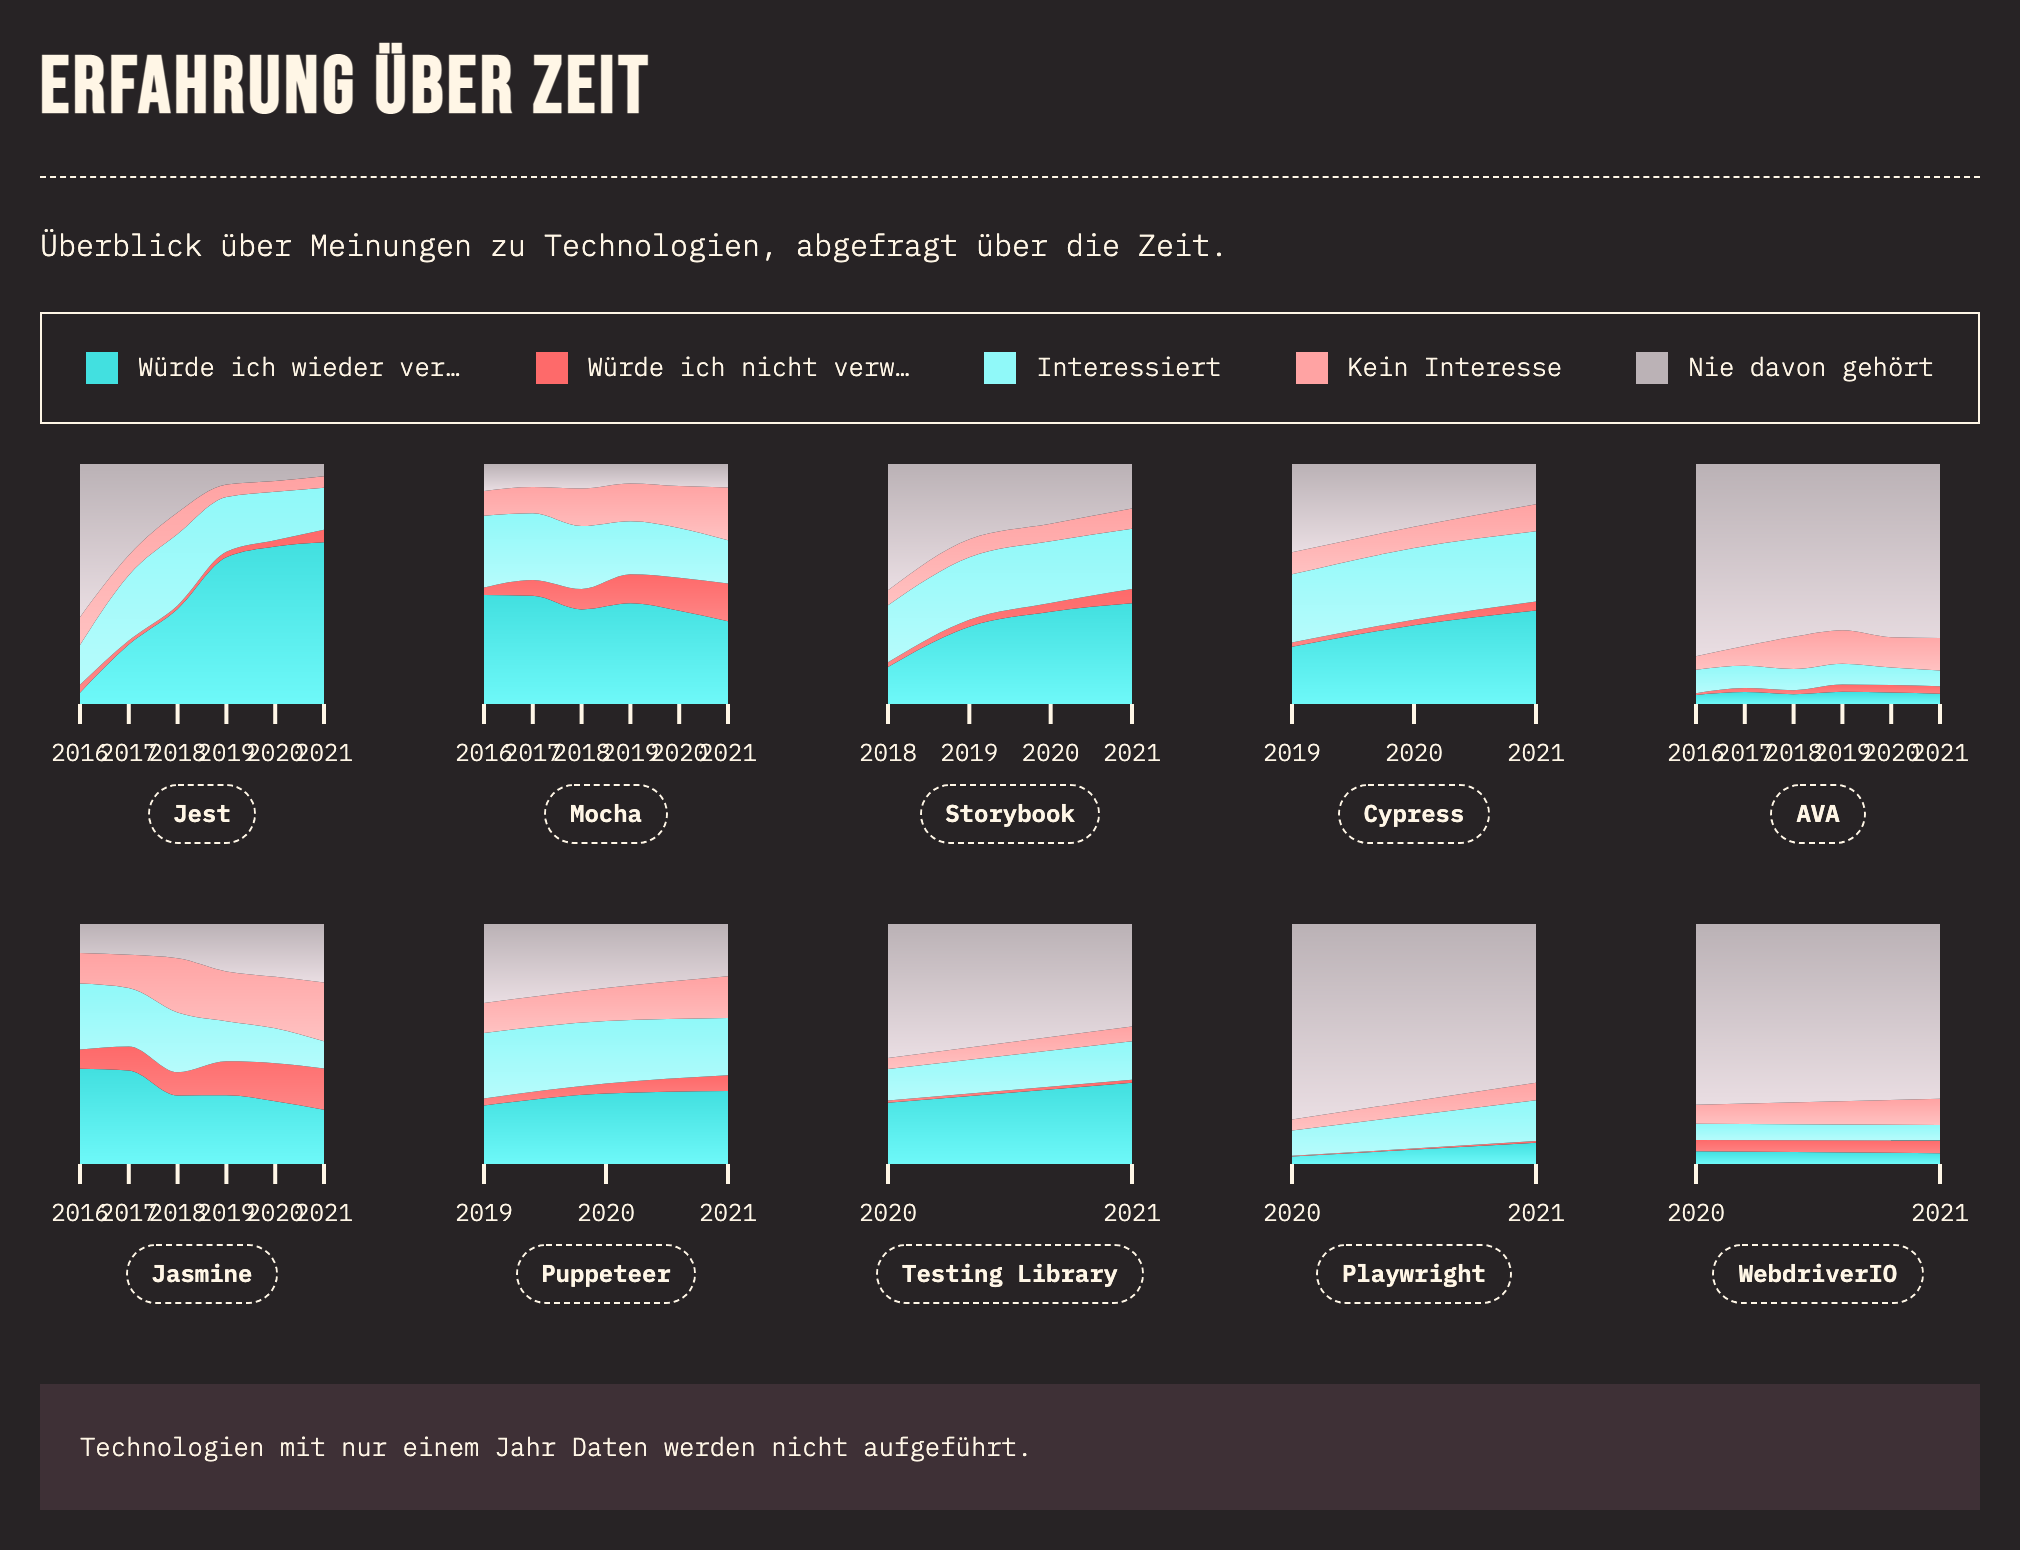 ERFAHRUNG ÜBER ZEIT
Überblick über Meinungen zu Technologien, abgefragt über die Zeit.
Würde ich wieder ver… Würde ich nicht verw… Interessiert Kein Interesse Nie davon gehört
2016 2017 2018 2019 2020 2021 2016 2017 2018 2019 2020 2021 2018 2019 2020 2021 2019 2020 2021 2016 2017 2018 2019 2020 2021
Jest Mocha Storybook Cypress AVA
2016 2017 2018 2019 2020 2021 2019 2020 2021 2020 2021 2020 2021 2020 2021
Jasmine Puppeteer Testing Library Playwright WebdriverIO
Technologien mit nur einem Jahr Daten werden nicht aufgeführt.